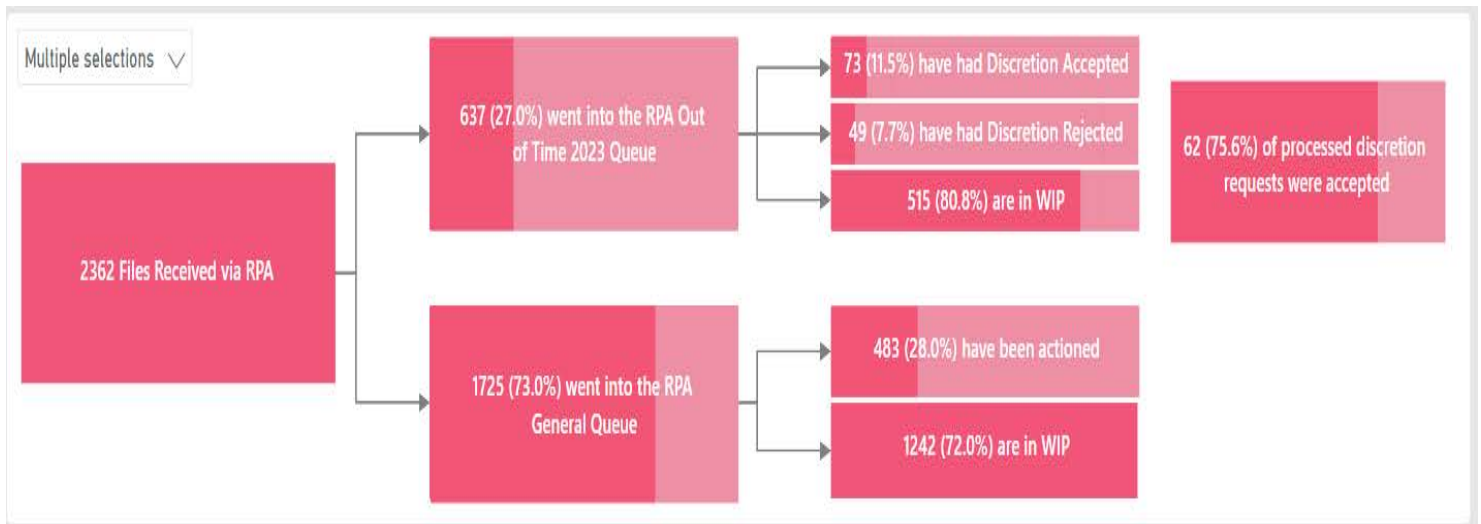 Multiple selections
2362 Files Received via RPA
637 (27.0%) went into the RPA Out
of Time 2023 Queue
73 (11.5%) have had Discretion Accepted
49 (7.7%) have had Discretion Rejected
515 (80.8%) are in WIP
62 (75.6%) of processed discretion
requests were accepted
1725 (73.0%) went into the RPA
General Queue
483 (28.0%) have been actioned
1242 (72.0%) are in WIP